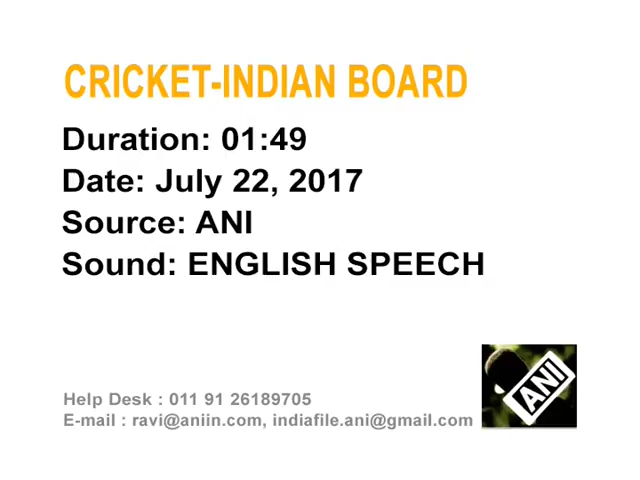 CRICKET-INDIAN BOARD
Duration: 01:49
Date: July 22, 2017
Source: ANI
Sound: ENGLISH SPEECH
Help Desk : 011 91 26189705
E-mail : ravi@aniin.com, indiafile.ani@gmail.com
ANI